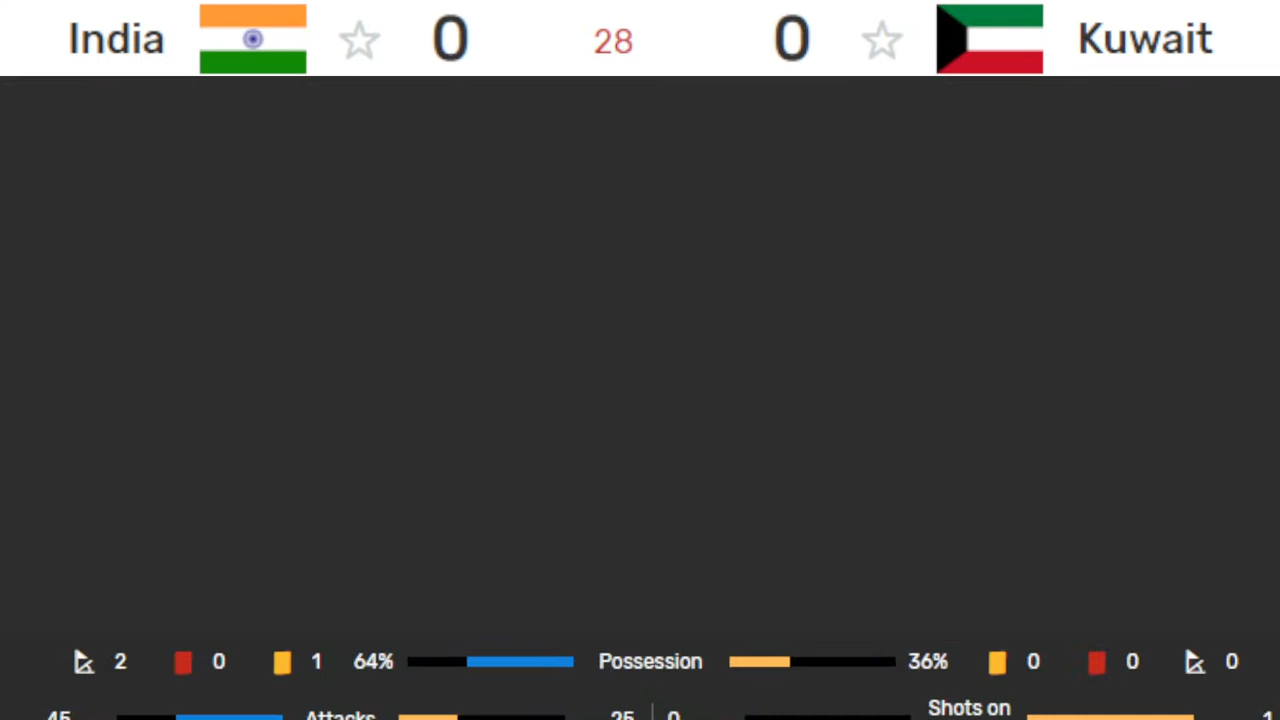 India 0 28 0 Kuwait
2 0 1 64% Possession 36% 0 0 0
45 Attacks 25 0 Shots on 1